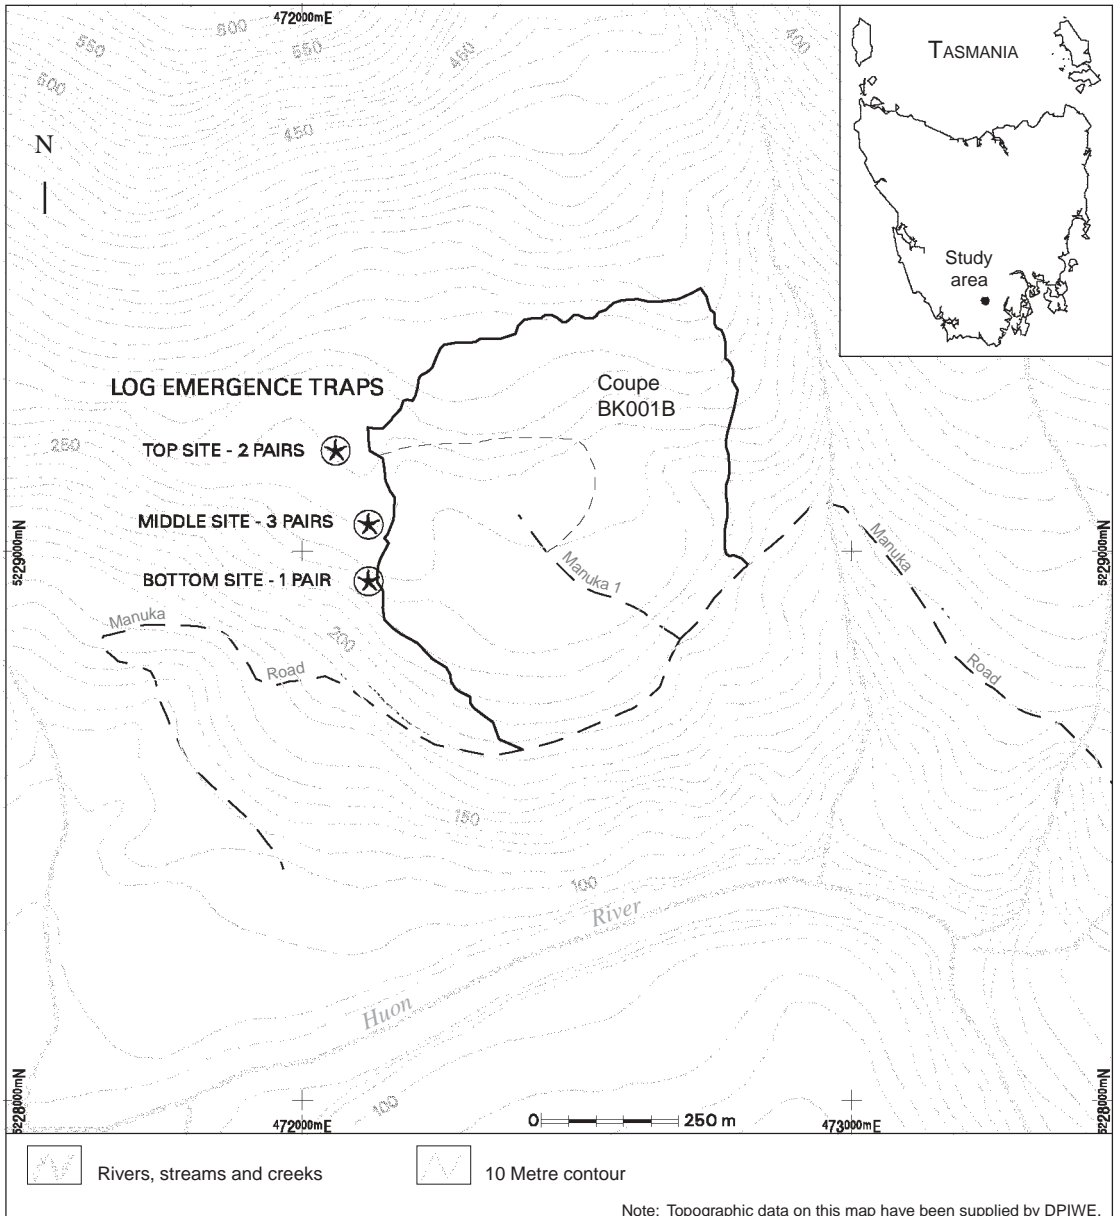 472000mE
600
550
550
450
400
600
450
N
TASMANIA
Study
area
LOG EMERGENCE TRAPS
Coupe
BK001B
TOP SITE - 2 PAIRS
250
MIDDLE SITE - 3 PAIRS
5229000mN
5229000mN
Manuka
BOTTOM SITE - 1 PAIR
Manuka 1
Manuka
200
Road
Road
150
100
River
Huon
100
5228000mN
5228000mN
0 250 m
472000mE
473000mE
Rivers, streams and creeks
10 Metre contour
Note: Topographic data on this map have been supplied by DPIWE.